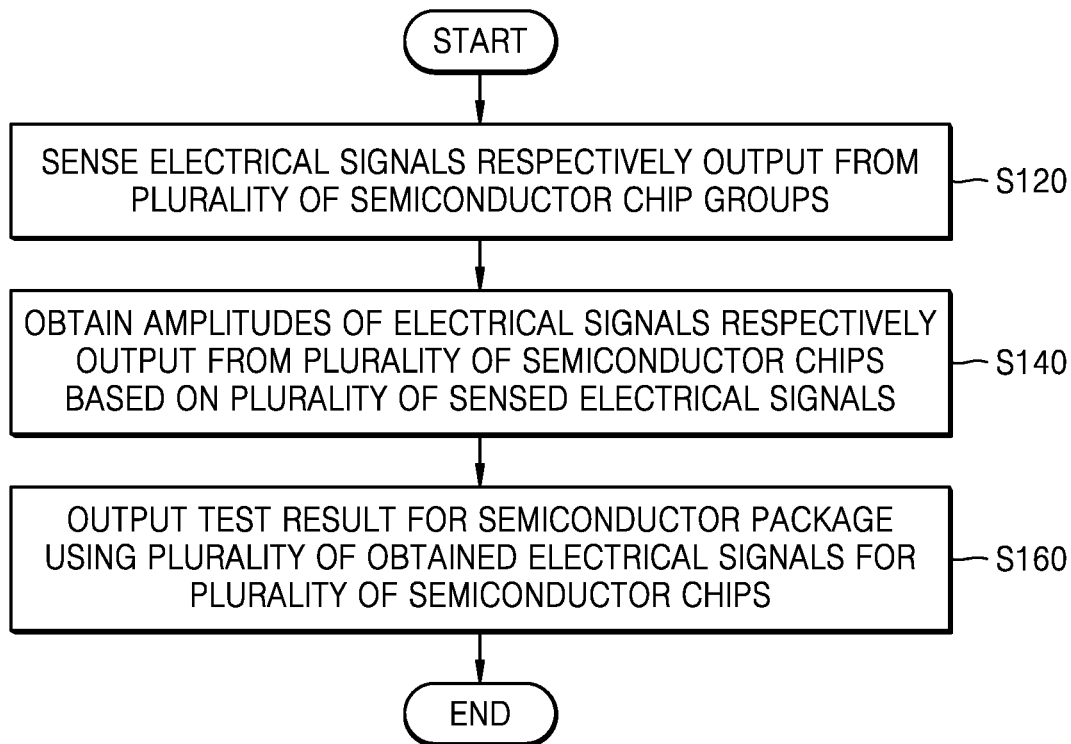 START
SENSE ELECTRICAL SIGNALS RESPECTIVELY OUTPUT FROM
PLURALITY OF SEMICONDUCTOR CHIP GROUPS
S120
OBTAIN AMPLITUDES OF ELECTRICAL SIGNALS RESPECTIVELY
OUTPUT FROM PLURALITY OF SEMICONDUCTOR CHIPS
BASED ON PLURALITY OF SENSED ELECTRICAL SIGNALS
S140
OUTPUT TEST RESULT FOR SEMICONDUCTOR PACKAGE
USING PLURALITY OF OBTAINED ELECTRICAL SIGNALS FOR
PLURALITY OF SEMICONDUCTOR CHIPS
S160
END